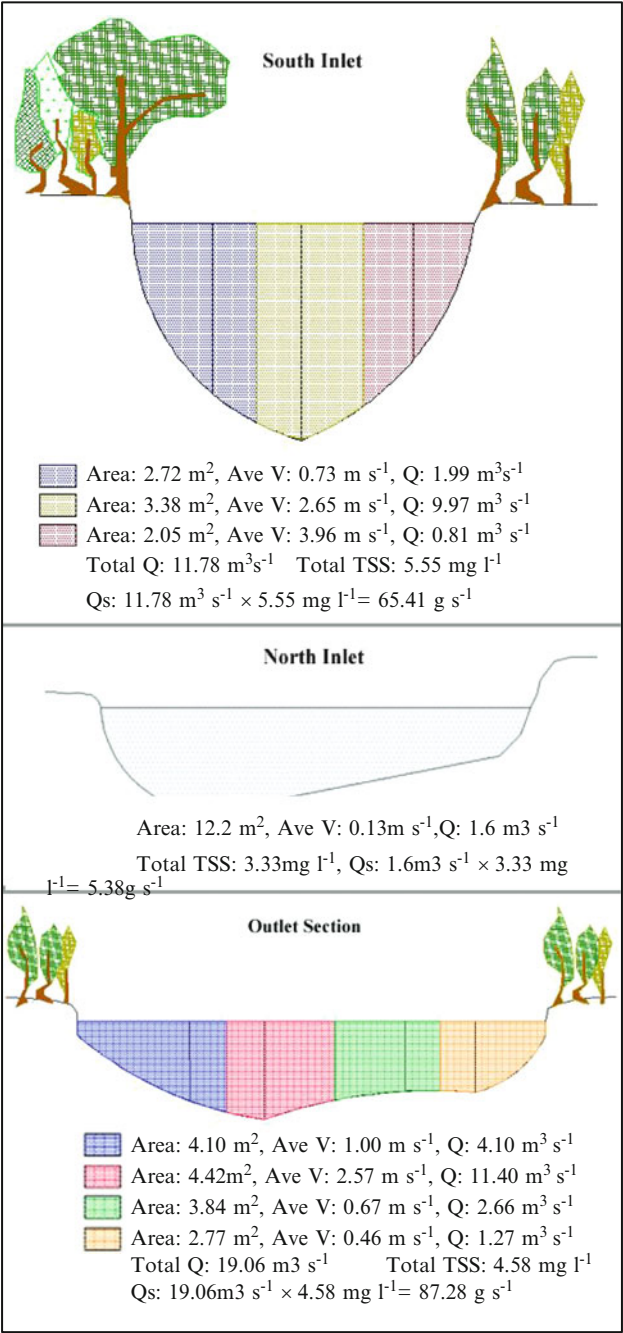 South Inlet
Area: 2.72 m², Ave V: 0.73 m s⁻¹, Q: 1.99 m³s⁻¹
Area: 3.38 m², Ave V: 2.65 m s⁻¹, Q: 9.97 m³ s⁻¹
Area: 2.05 m², Ave V: 3.96 m s⁻¹, Q: 0.81 m³ s⁻¹
Total Q: 11.78 m³s⁻¹ Total TSS: 5.55 mg l⁻¹
Qs: 11.78 m³ s⁻¹ × 5.55 mg l⁻¹= 65.41 g s⁻¹
North Inlet
Area: 12.2 m², Ave V: 0.13m s⁻¹,Q: 1.6 m3 s⁻¹
Total TSS: 3.33mg l⁻¹, Qs: 1.6m3 s⁻¹ × 3.33 mg
l⁻¹= 5.38g s⁻¹
Outlet Section
Area: 4.10 m², Ave V: 1.00 m s⁻¹, Q: 4.10 m³ s⁻¹
Area: 4.42m², Ave V: 2.57 m s⁻¹, Q: 11.40 m³ s⁻¹
Area: 3.84 m², Ave V: 0.67 m s⁻¹, Q: 2.66 m³ s⁻¹
Area: 2.77 m², Ave V: 0.46 m s⁻¹, Q: 1.27 m³ s⁻¹
Total Q: 19.06 m3 s⁻¹ Total TSS: 4.58 mg l⁻¹
Qs: 19.06m3 s⁻¹ × 4.58 mg l⁻¹= 87.28 g s⁻¹